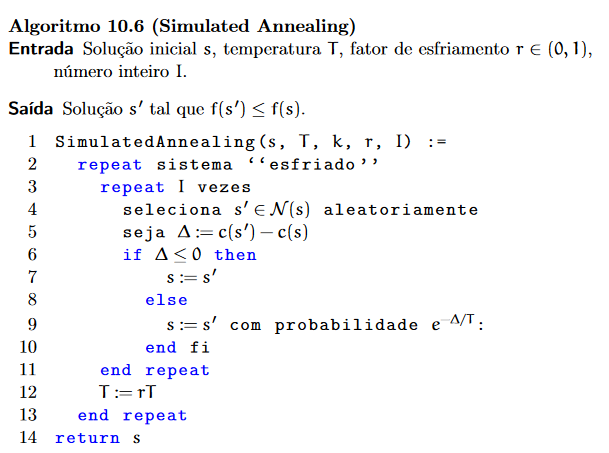 Algoritmo 10.6 (Simulated Annealing)
Entrada Solução inicial s, temperatura T, fator de esfriamento r ∈ (0, 1),
número inteiro I.
Saída Solução s′ tal que f(s′) ≤ f(s).
1 SimulatedAnnealing(s, T, k, r, I) :=
2 repeat sistema ‘‘esfriado’’
3 repeat I vezes
4 seleciona s′ ∈ N(s) aleatoriamente
5 seja Δ := c(s′) − c(s)
6 if Δ ≤ 0 then
7 s := s′
8 else
9 s := s′ com probabilidade e^{−Δ/T}:
10 end fi
11 end repeat
12 T := rT
13 end repeat
14 return s